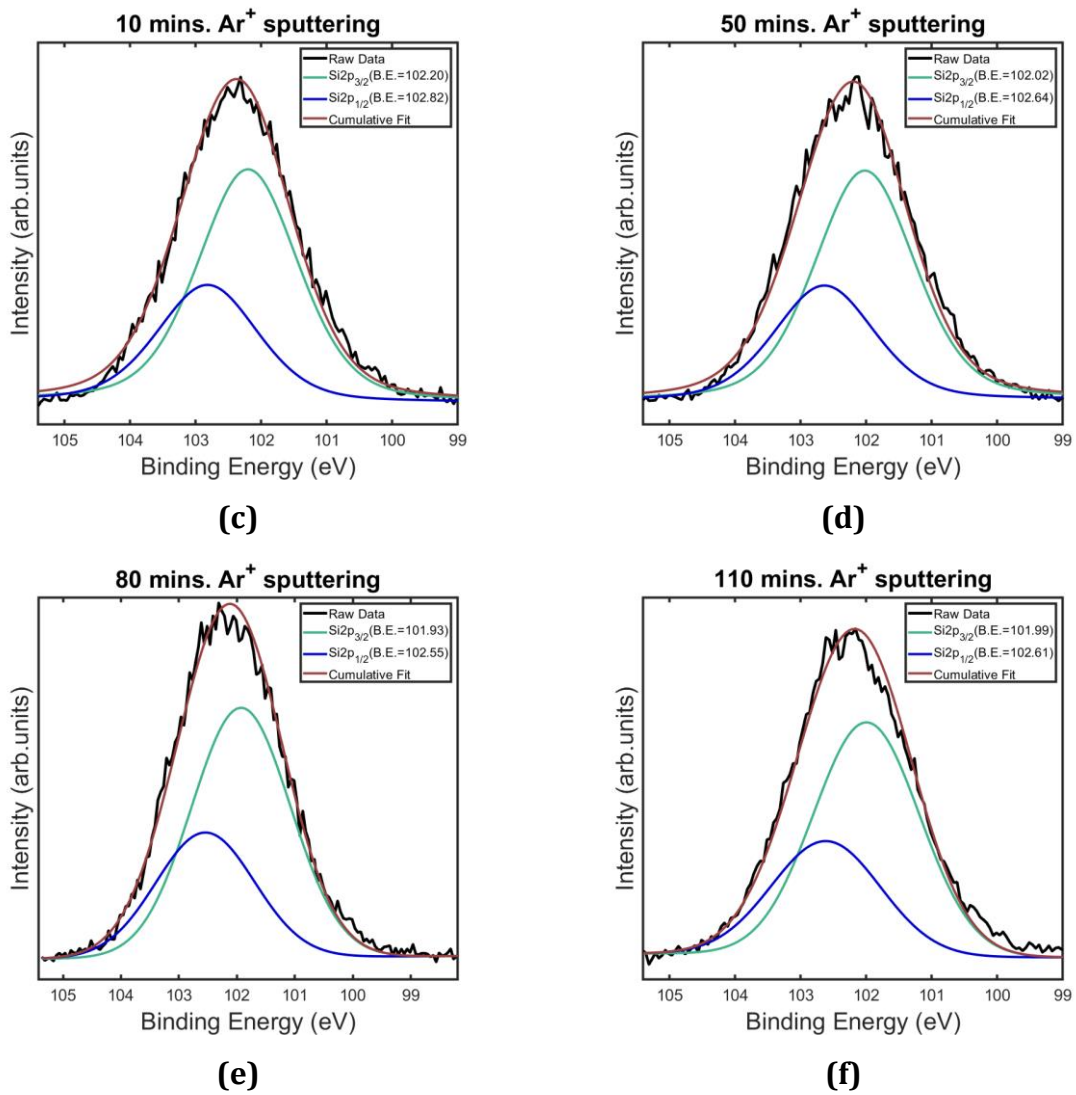 10 mins. Ar⁺ sputtering
Raw Data
Si2p₃/₂(B.E.=102.20)
Si2p₁/₂(B.E.=102.82)
Cumulative Fit
Intensity (arb.units)
105 104 103 102 101 100 99
Binding Energy (eV)
(c)
50 mins. Ar⁺ sputtering
Raw Data
Si2p₃/₂(B.E.=102.02)
Si2p₁/₂(B.E.=102.64)
Cumulative Fit
Intensity (arb.units)
105 104 103 102 101 100 99
Binding Energy (eV)
(d)
80 mins. Ar⁺ sputtering
Raw Data
Si2p₃/₂(B.E.=101.93)
Si2p₁/₂(B.E.=102.55)
Cumulative Fit
Intensity (arb.units)
105 104 103 102 101 100 99
Binding Energy (eV)
(e)
110 mins. Ar⁺ sputtering
Raw Data
Si2p₃/₂(B.E.=101.99)
Si2p₁/₂(B.E.=102.61)
Cumulative Fit
Intensity (arb.units)
105 104 103 102 101 100 99
Binding Energy (eV)
(f)